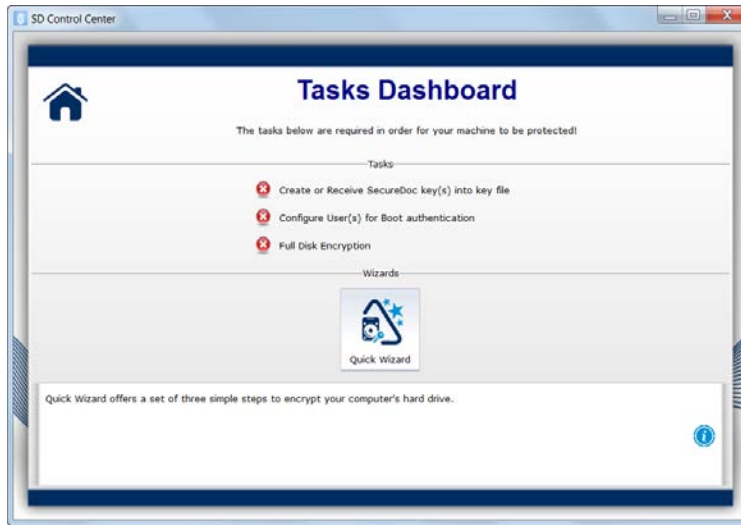 SD Control Center
Tasks Dashboard
The tasks below are required in order for your machine to be protected!
Tasks
Create or Receive SecureDoc key(s) into key file
Configure User(s) for Boot authentication
Full Disk Encryption
Wizards
Quick Wizard
Quick Wizard offers a set of three simple steps to encrypt your computer's hard drive.